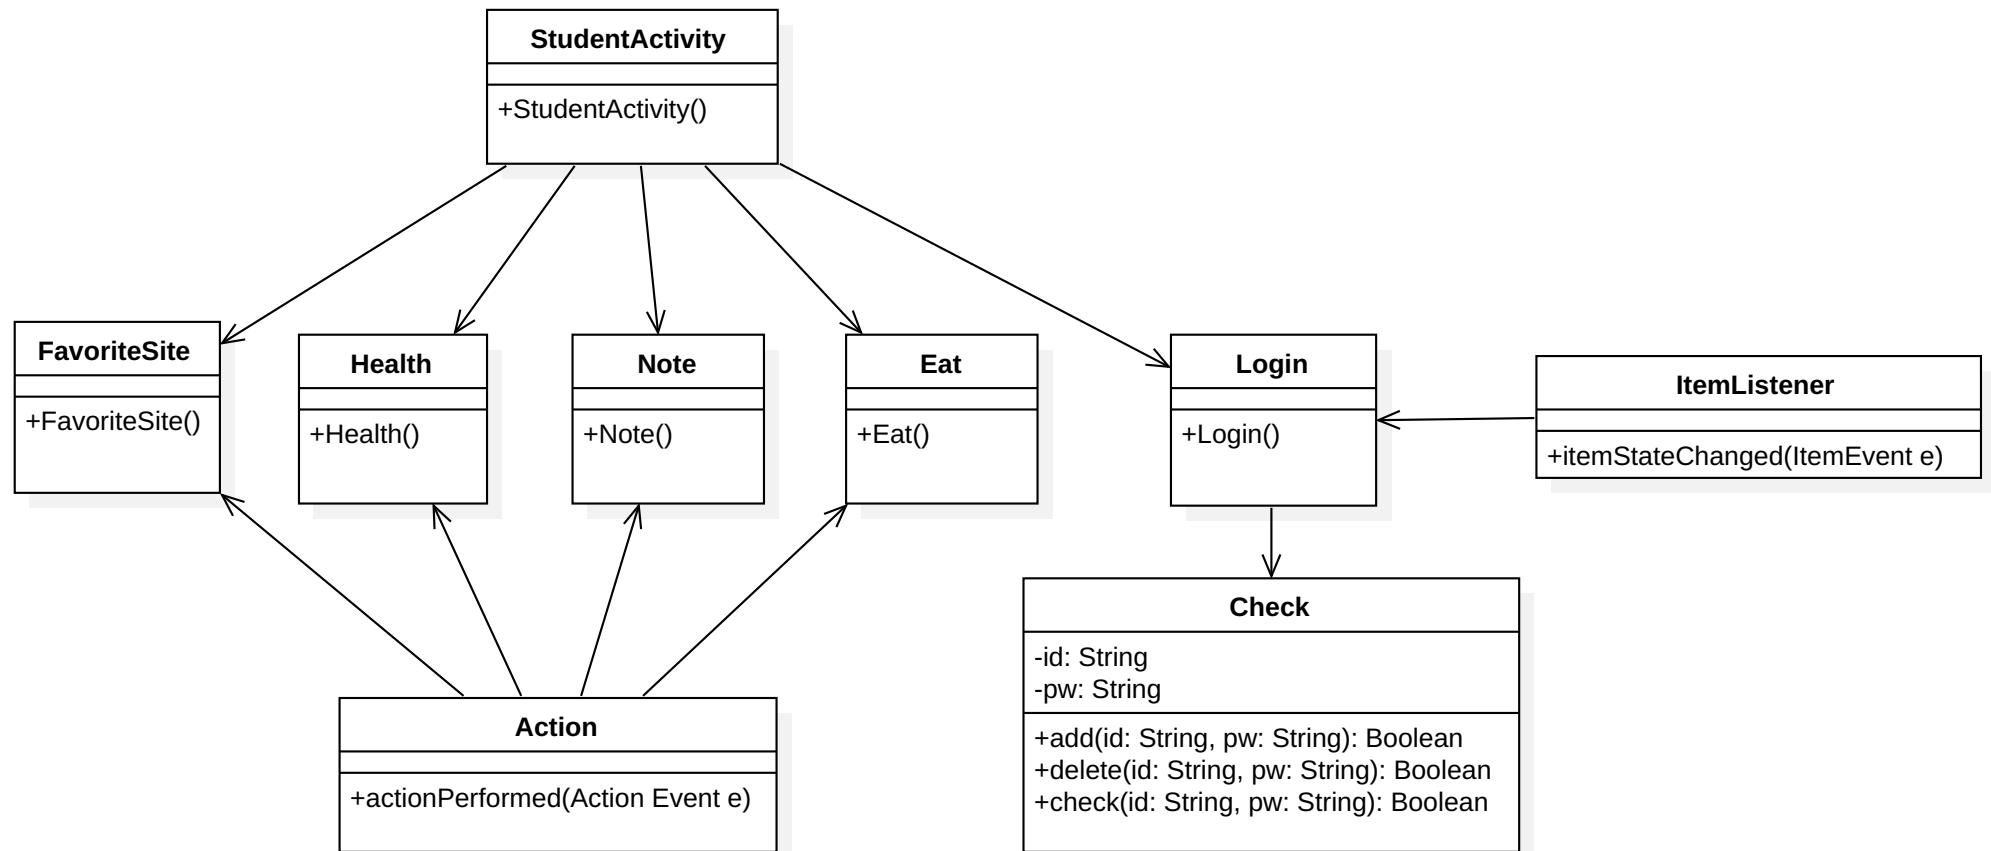 StudentActivity
+StudentActivity()
FavoriteSite
+FavoriteSite()
Health
+Health()
Note
+Note()
Eat
+Eat()
Login
+Login()
ItemListener
+itemStateChanged(ItemEvent e)
Action
+actionPerformed(Action Event e)
Check
-id: String
-pw: String
+add(id: String, pw: String): Boolean
+delete(id: String, pw: String): Boolean
+check(id: String, pw: String): Boolean